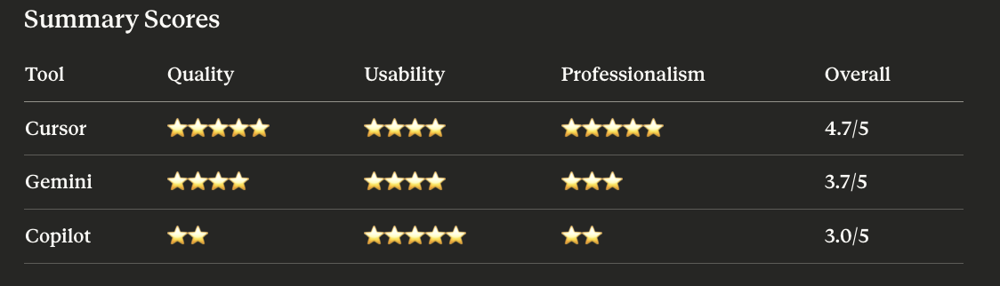 Summary Scores
Tool Quality Usability Professionalism Overall
Cursor ⭐⭐⭐⭐⭐ ⭐⭐⭐⭐ ⭐⭐⭐⭐⭐ 4.7/5
Gemini ⭐⭐⭐⭐ ⭐⭐⭐⭐ ⭐⭐⭐ 3.7/5
Copilot ⭐⭐ ⭐⭐⭐⭐⭐ ⭐⭐ 3.0/5